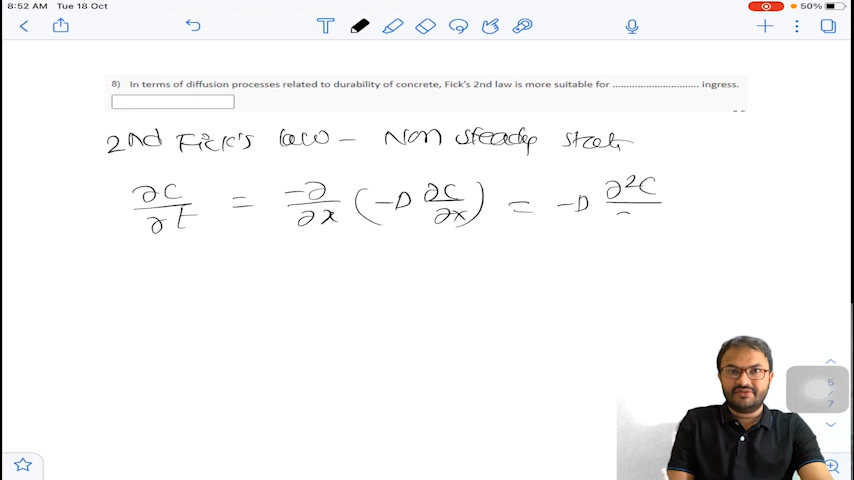 8:52 AM Tue 18 Oct
50%
8) In terms of diffusion processes related to durability of concrete, Fick's 2nd law is more suitable for ................................ ingress.
2nd Fick's law - Non steady state
∂C/∂t = -∂/∂x (-D ∂C/∂x) = -D ∂²C
5
/
7